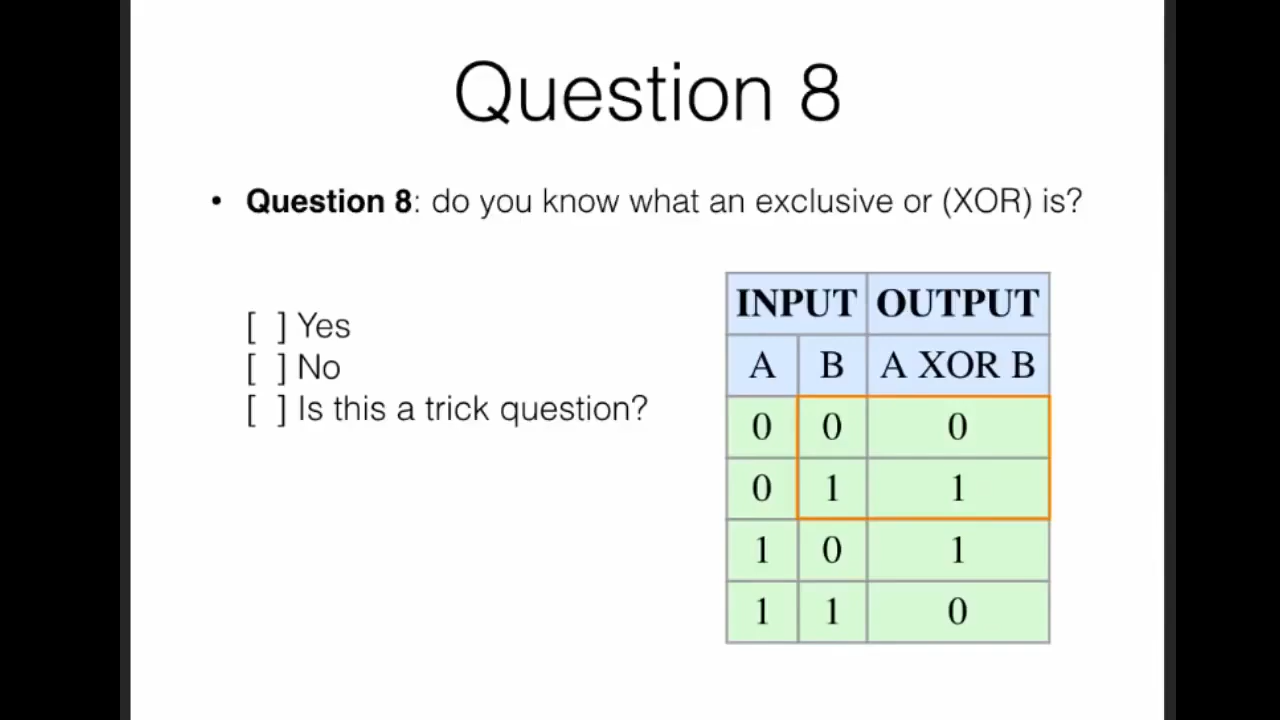 Question 8
• Question 8: do you know what an exclusive or (XOR) is?
[ ] Yes
[ ] No
[ ] Is this a trick question?
INPUT OUTPUT
A B A XOR B
0 0 0
0 1 1
1 0 1
1 1 0